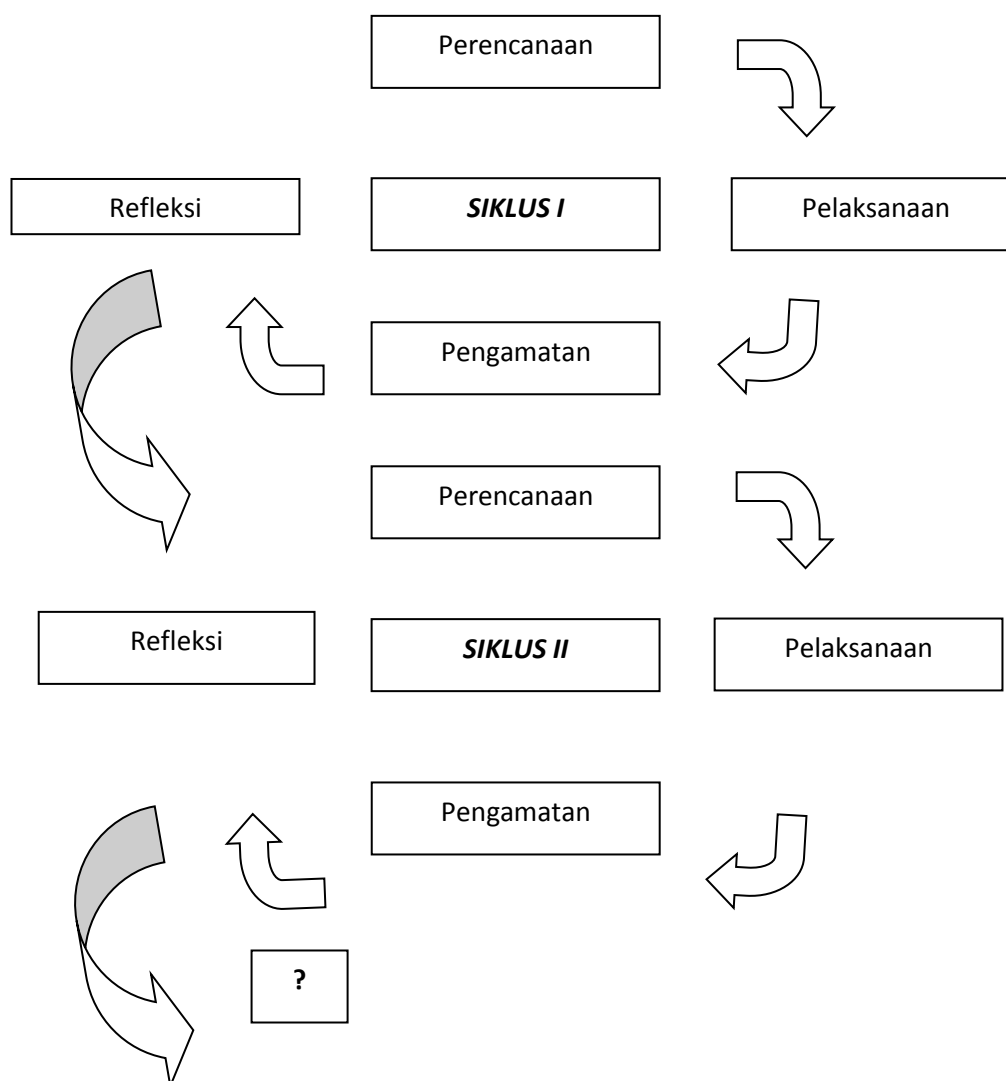 Perencanaan
Refleksi
SIKLUS I
Pelaksanaan
Pengamatan
Perencanaan
Refleksi
SIKLUS II
Pelaksanaan
Pengamatan
?